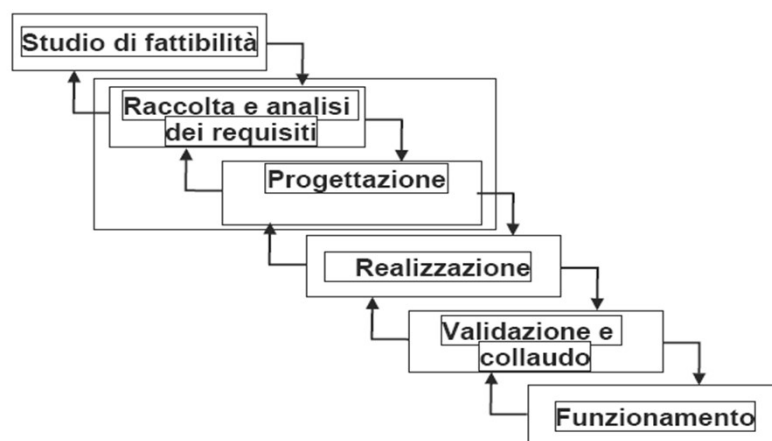 Studio di fattibilità
Raccolta e analisi
dei requisiti
Progettazione
Realizzazione
Validazione e
collaudo
Funzionamento